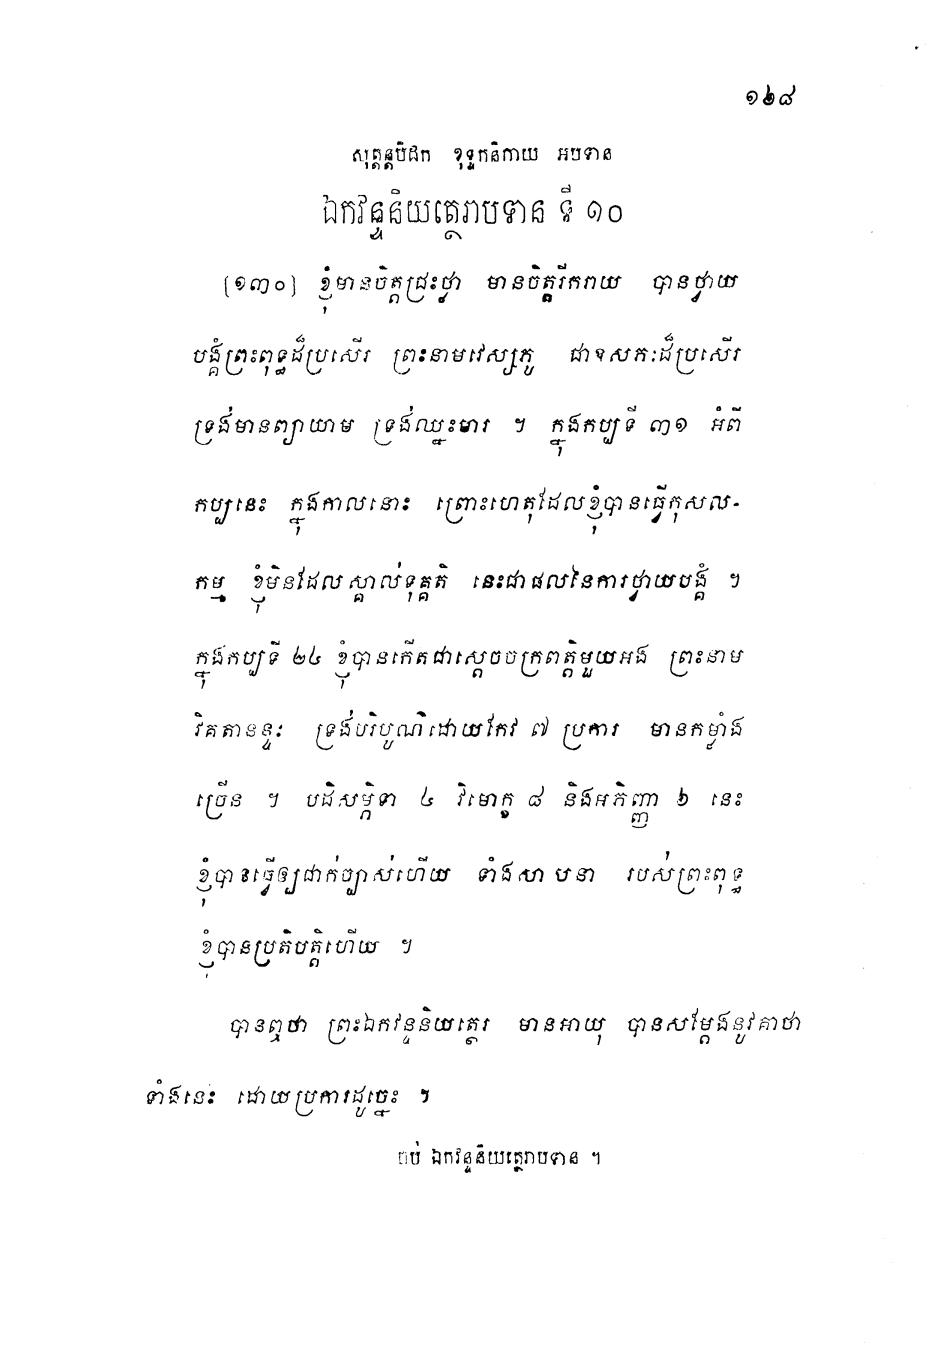 ១២៨
សុត្តន្តបិដក ខុទ្ទកនិកាយ អបទាន
ឯកវន្ទនិយត្ថេរាបទាន ទី ១០
[១៣០] ខ្ញុំមានចិត្តជ្រះថ្លា មានចិត្តរីករាយ បានថ្វាយ
បង្គំព្រះពុទ្ធដ៏ប្រសើរ ព្រះនាមវេស្សភូ ជាឧសភៈដ៏ប្រសើរ
ទ្រង់មានព្យាយាម ទ្រង់ឈ្នះមារ ។ ក្នុងកប្បទី ៣១ អំពី
កប្បនេះ ក្នុងកាលនោះ ព្រោះហេតុដែលខ្ញុំបានធ្វើកុសល-
កម្ម ខ្ញុំមិនដែលស្គាល់ទុគ្គតិ នេះជាផលនៃការថ្វាយបង្គំ ។
ក្នុងកប្បទី ២៤ ខ្ញុំបានកើតជាស្តេចចក្រពត្តិមួយអង ព្រះនាម
វិគតានន្ទៈ ទ្រង់បរិបូណ៌ដោយកែវ ៧ ប្រការ មានកម្លាំង
ច្រើន ។ បដិសម្ភិទា ៤ វិមោក្ខ ៨ និងអភិញ្ញា ៦ នេះ
ខ្ញុំបានធ្វើឲ្យជាក់ច្បាស់ហើយ ទាំងសាសនា របស់ព្រះពុទ្ធ
ខ្ញុំបានប្រតិបត្តិហើយ ។
បានឮថា ព្រះឯកវន្ទនិយត្ថេរ មានអាយុ បានសម្តែងនូវគាថា
ទាំងនេះ ដោយប្រការដូច្នេះ ។
ចប់ ឯកវន្ទនិយត្ថេរាបទាន ។